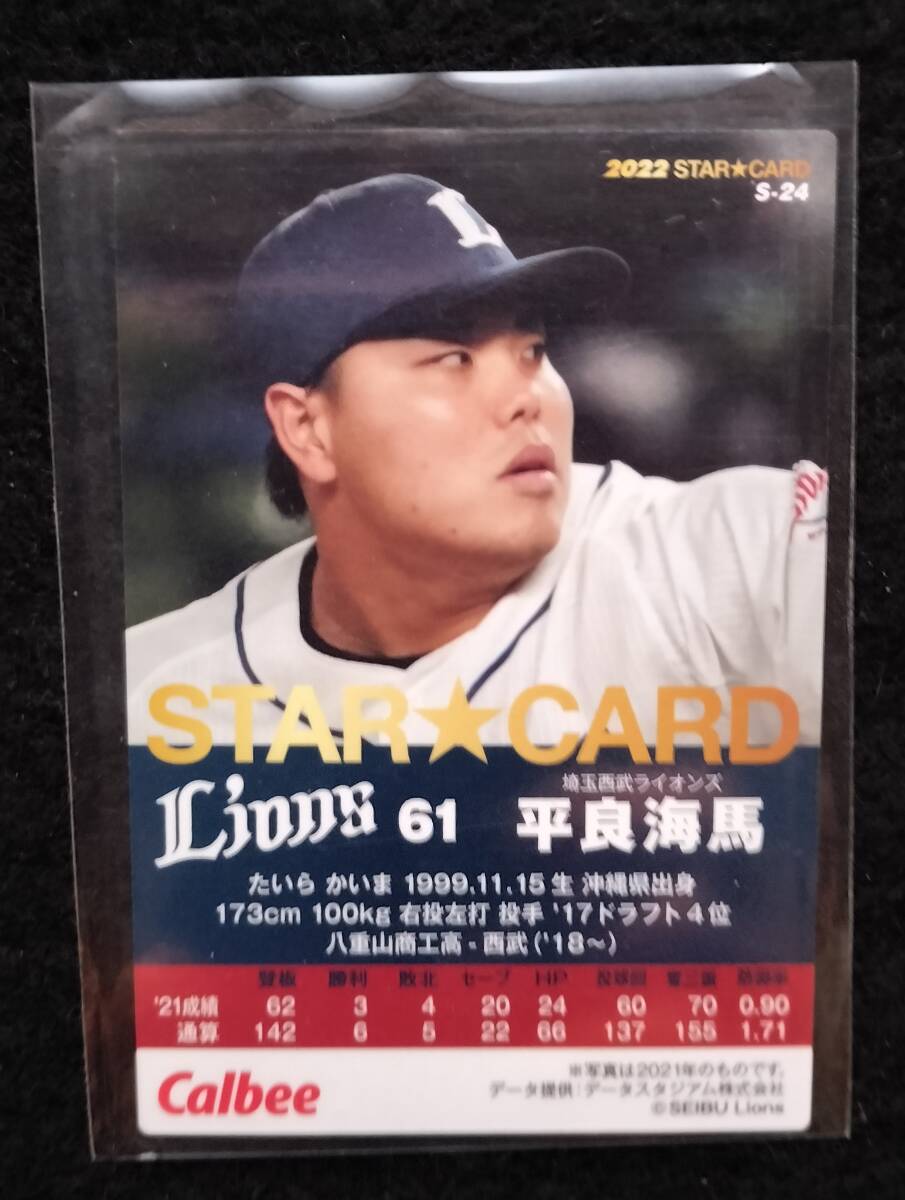 2022 STAR★CARD
S-24
L
STAR★CARD
埼玉西武ライオンズ
Lions 61 平良海馬
たいら かいま 1999.11.15生 沖縄県出身
173cm 100kg 右投左打 投手 '17ドラフト4位
八重山商工高 - 西武('18〜)
登板 勝利 敗北 セーブ HP 投球回 奪三振 防御率
'21成績 62 3 4 20 24 60 70 0.90
通算 142 6 5 22 66 137 155 1.71
Calbee
※写真は2021年のものです。
データ提供:データスタジアム株式会社
©SEIBU Lions